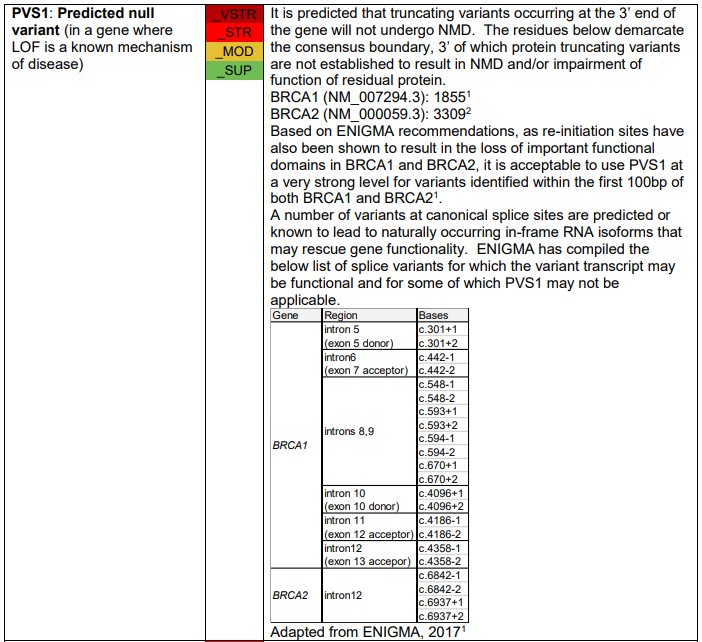 PVS1: Predicted null
variant (in a gene where
LOF is a known mechanism
of disease)
_VSTR
_STR
_MOD
_SUP
It is predicted that truncating variants occurring at the 3’ end of
the gene will not undergo NMD.  The residues below demarcate
the consensus boundary, 3’ of which protein truncating variants
are not established to result in NMD and/or impairment of
function of residual protein.
BRCA1 (NM_007294.3): 1855¹
BRCA2 (NM_000059.3): 3309²
Based on ENIGMA recommendations, as re-initiation sites have
also been shown to result in the loss of important functional
domains in BRCA1 and BRCA2, it is acceptable to use PVS1 at
a very strong level for variants identified within the first 100bp of
both BRCA1 and BRCA2¹.
A number of variants at canonical splice sites are predicted or
known to lead to naturally occurring in-frame RNA isoforms that
may rescue gene functionality.  ENIGMA has compiled the
below list of splice variants for which the variant transcript may
be functional and for some of which PVS1 may not be
applicable.
Gene Region Bases
BRCA1
intron 5
(exon 5 donor)
c.301+1
c.301+2
intron6
(exon 7 acceptor)
c.442-1
c.442-2
introns 8,9
c.548-1
c.548-2
c.593+1
c.593+2
c.594-1
c.594-2
c.670+1
c.670+2
intron 10
(exon 10 donor)
c.4096+1
c.4096+2
intron 11
(exon 12 acceptor)
c.4186-1
c.4186-2
intron12
(exon 13 accepor)
c.4358-1
c.4358-2
BRCA2
intron12
c.6842-1
c.6842-2
c.6937+1
c.6937+2
Adapted from ENIGMA, 2017¹